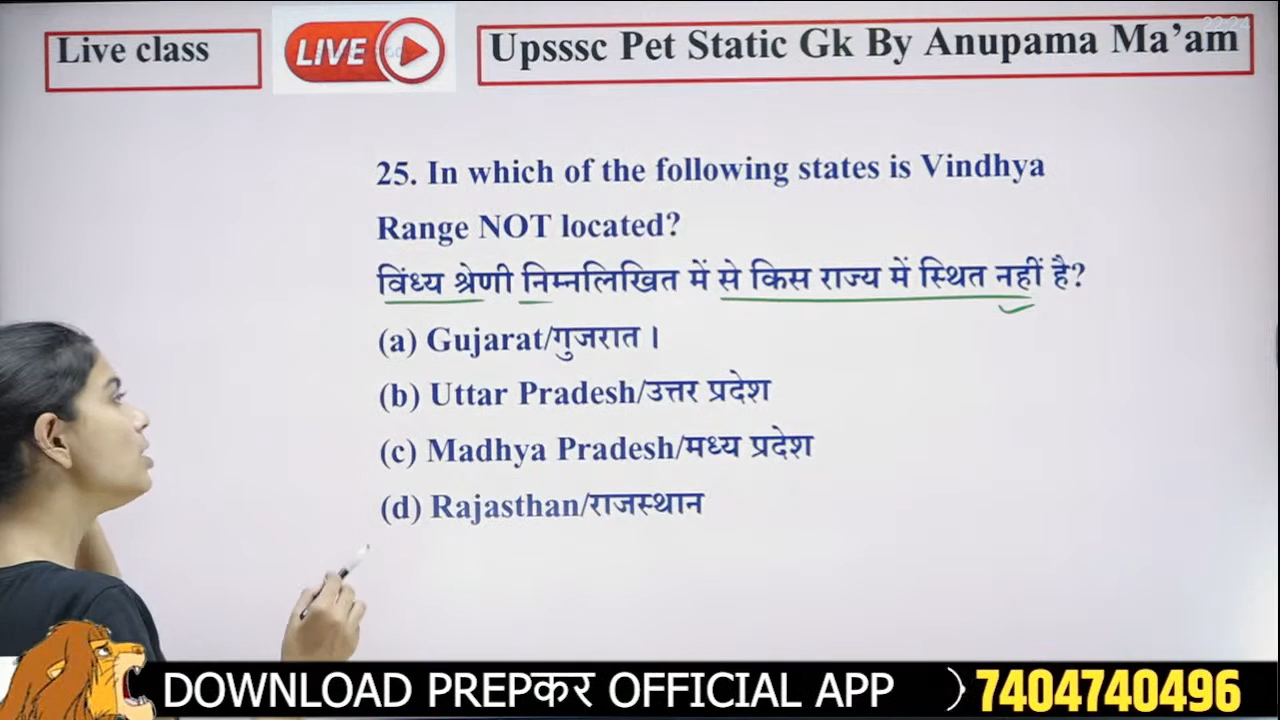 Live class
LIVE
Upsssc Pet Static Gk By Anupama Ma’am
22:24
25. In which of the following states is Vindhya
Range NOT located?
विंध्य श्रेणी निम्नलिखित में से किस राज्य में स्थित नहीं है?
(a) Gujarat/गुजरात ।
(b) Uttar Pradesh/उत्तर प्रदेश
(c) Madhya Pradesh/मध्य प्रदेश
(d) Rajasthan/राजस्थान
DOWNLOAD PREPकर OFFICIAL APP
7404740496